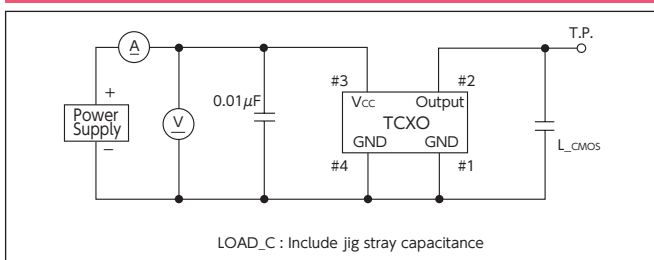 T.P.
A
#3
#2
+
0.01μF
Vcc
Output
Power
Supply
V
TCXO
GND
GND
L_CMOS
−
#4
#1
LOAD_C : Include jig stray capacitance